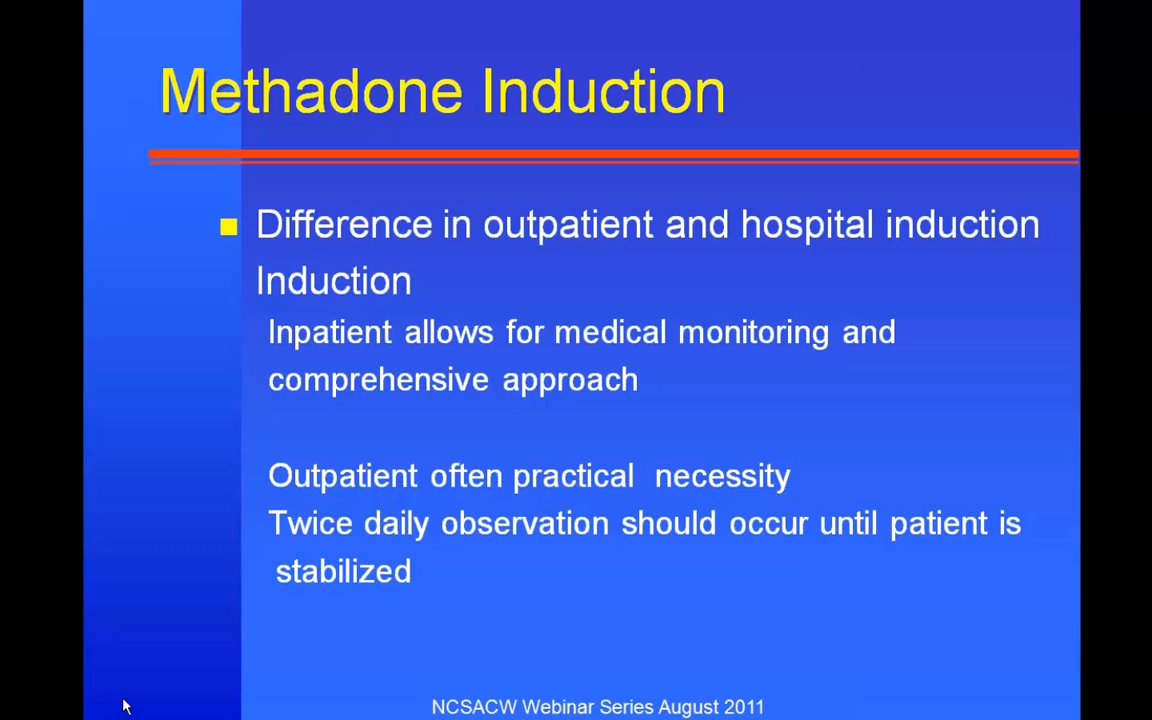 Methadone Induction
Difference in outpatient and hospital induction
Induction
Inpatient allows for medical monitoring and
comprehensive approach
Outpatient often practical necessity
Twice daily observation should occur until patient is
stabilized
NCSACW Webinar Series August 2011